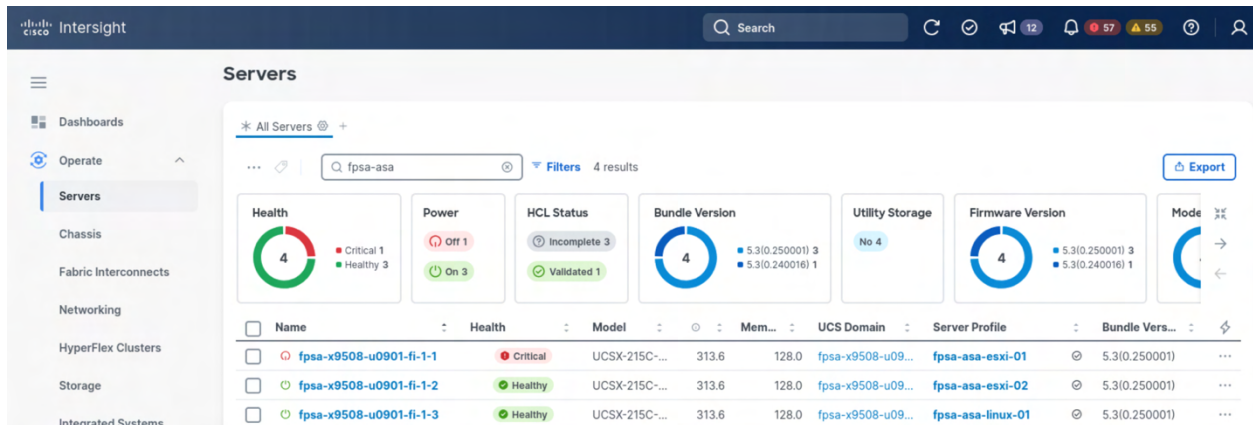 cisco Intersight
Search
12
57
55
Servers
Dashboards
Operate
Servers
Chassis
Fabric Interconnects
Networking
HyperFlex Clusters
Storage
Integrated Systems
All Servers
fpsa-asa
Filters 4 results
Export
Health
4
Critical 1
Healthy 3
Power
Off 1
On 3
HCL Status
Incomplete 3
Validated 1
Bundle Version
4
5.3(0.250001) 3
5.3(0.240016) 1
Utility Storage
No 4
Firmware Version
4
5.3(0.250001) 3
5.3(0.240016) 1
Mode
Name Health Model Mem... UCS Domain Server Profile Bundle Vers...
fpsa-x9508-u0901-fi-1-1 Critical UCSX-215C-... 313.6 128.0 fpsa-x9508-u09... fpsa-asa-esxi-01 5.3(0.250001) ...
fpsa-x9508-u0901-fi-1-2 Healthy UCSX-215C-... 313.6 128.0 fpsa-x9508-u09... fpsa-asa-esxi-02 5.3(0.250001) ...
fpsa-x9508-u0901-fi-1-3 Healthy UCSX-215C-... 313.6 128.0 fpsa-x9508-u09... fpsa-asa-linux-01 5.3(0.250001) ...